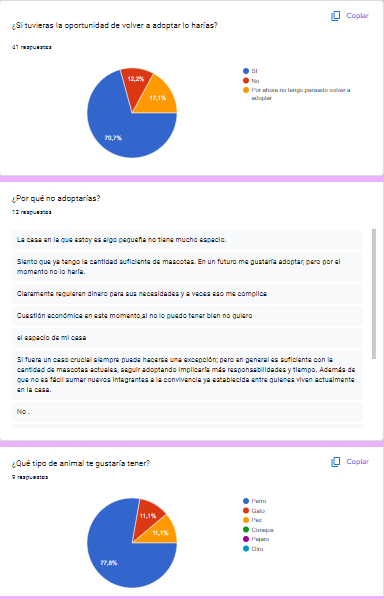 Copiar
¿Si tuvieras la oportunidad de volver a adoptar lo harías?
41 respuestas
Si
No
Por ahora no tengo pensado volver a
adoptar
12,2%
17,1%
70,7%
¿Por qué no adoptarías?
12 respuestas
La casa en la que estoy es algo pequeña no tiene mucho espacio.
Siento que ya tengo la cantidad suficiente de mascotas. En un futuro me gustaría adoptar, pero por el
momento no lo haría.
Claramente requieren dinero para sus necesidades y a veces eso me complica
Cuestión económica en este momento,si no lo puedo tener bien no quiero
el espacio de mi casa
Si fuera un caso crucial siempre puede hacerse una excepción; pero en general es suficiente con la
cantidad de mascotas actuales, seguir adoptando implicaría más responsabilidades y tiempo. Además de
que no es fácil sumar nuevos integrantes a la convivencia ya establecida entre quienes viven actualmente
en la casa.
No .
Copiar
¿Qué tipo de animal te gustaría tener?
9 respuestas
Perro
Gato
Pez
Conejos
Pajaro
Otro
11,1%
11,1%
77,8%